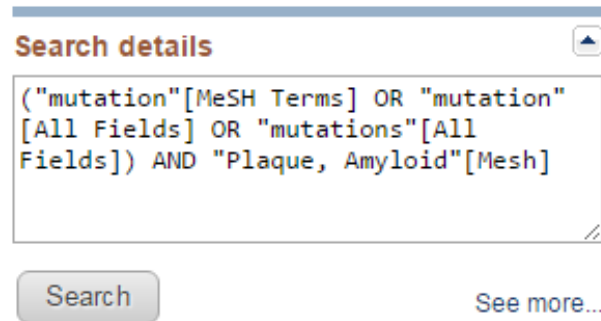 Search details
("mutation"[MeSH Terms] OR "mutation"
[All Fields] OR "mutations"[All
Fields]) AND "Plaque, Amyloid"[Mesh]
Search
See more...